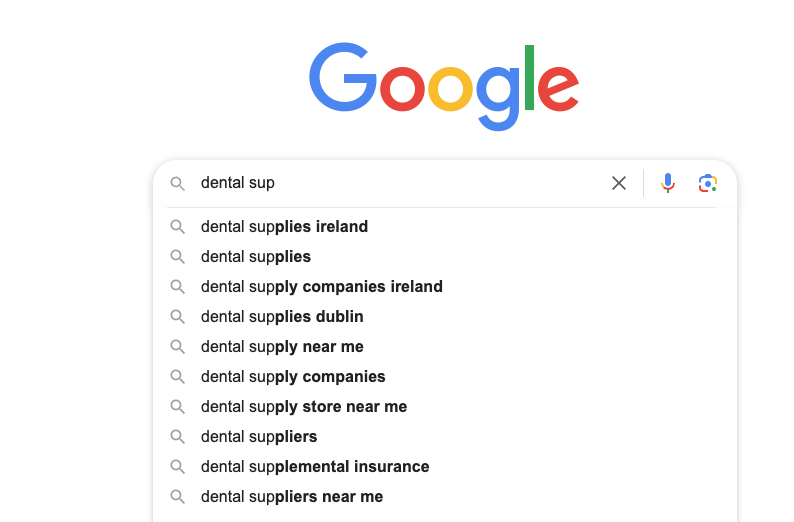 Google
dental sup
dental supplies ireland
dental supplies
dental supply companies ireland
dental supplies dublin
dental supply near me
dental supply companies
dental supply store near me
dental suppliers
dental supplemental insurance
dental suppliers near me